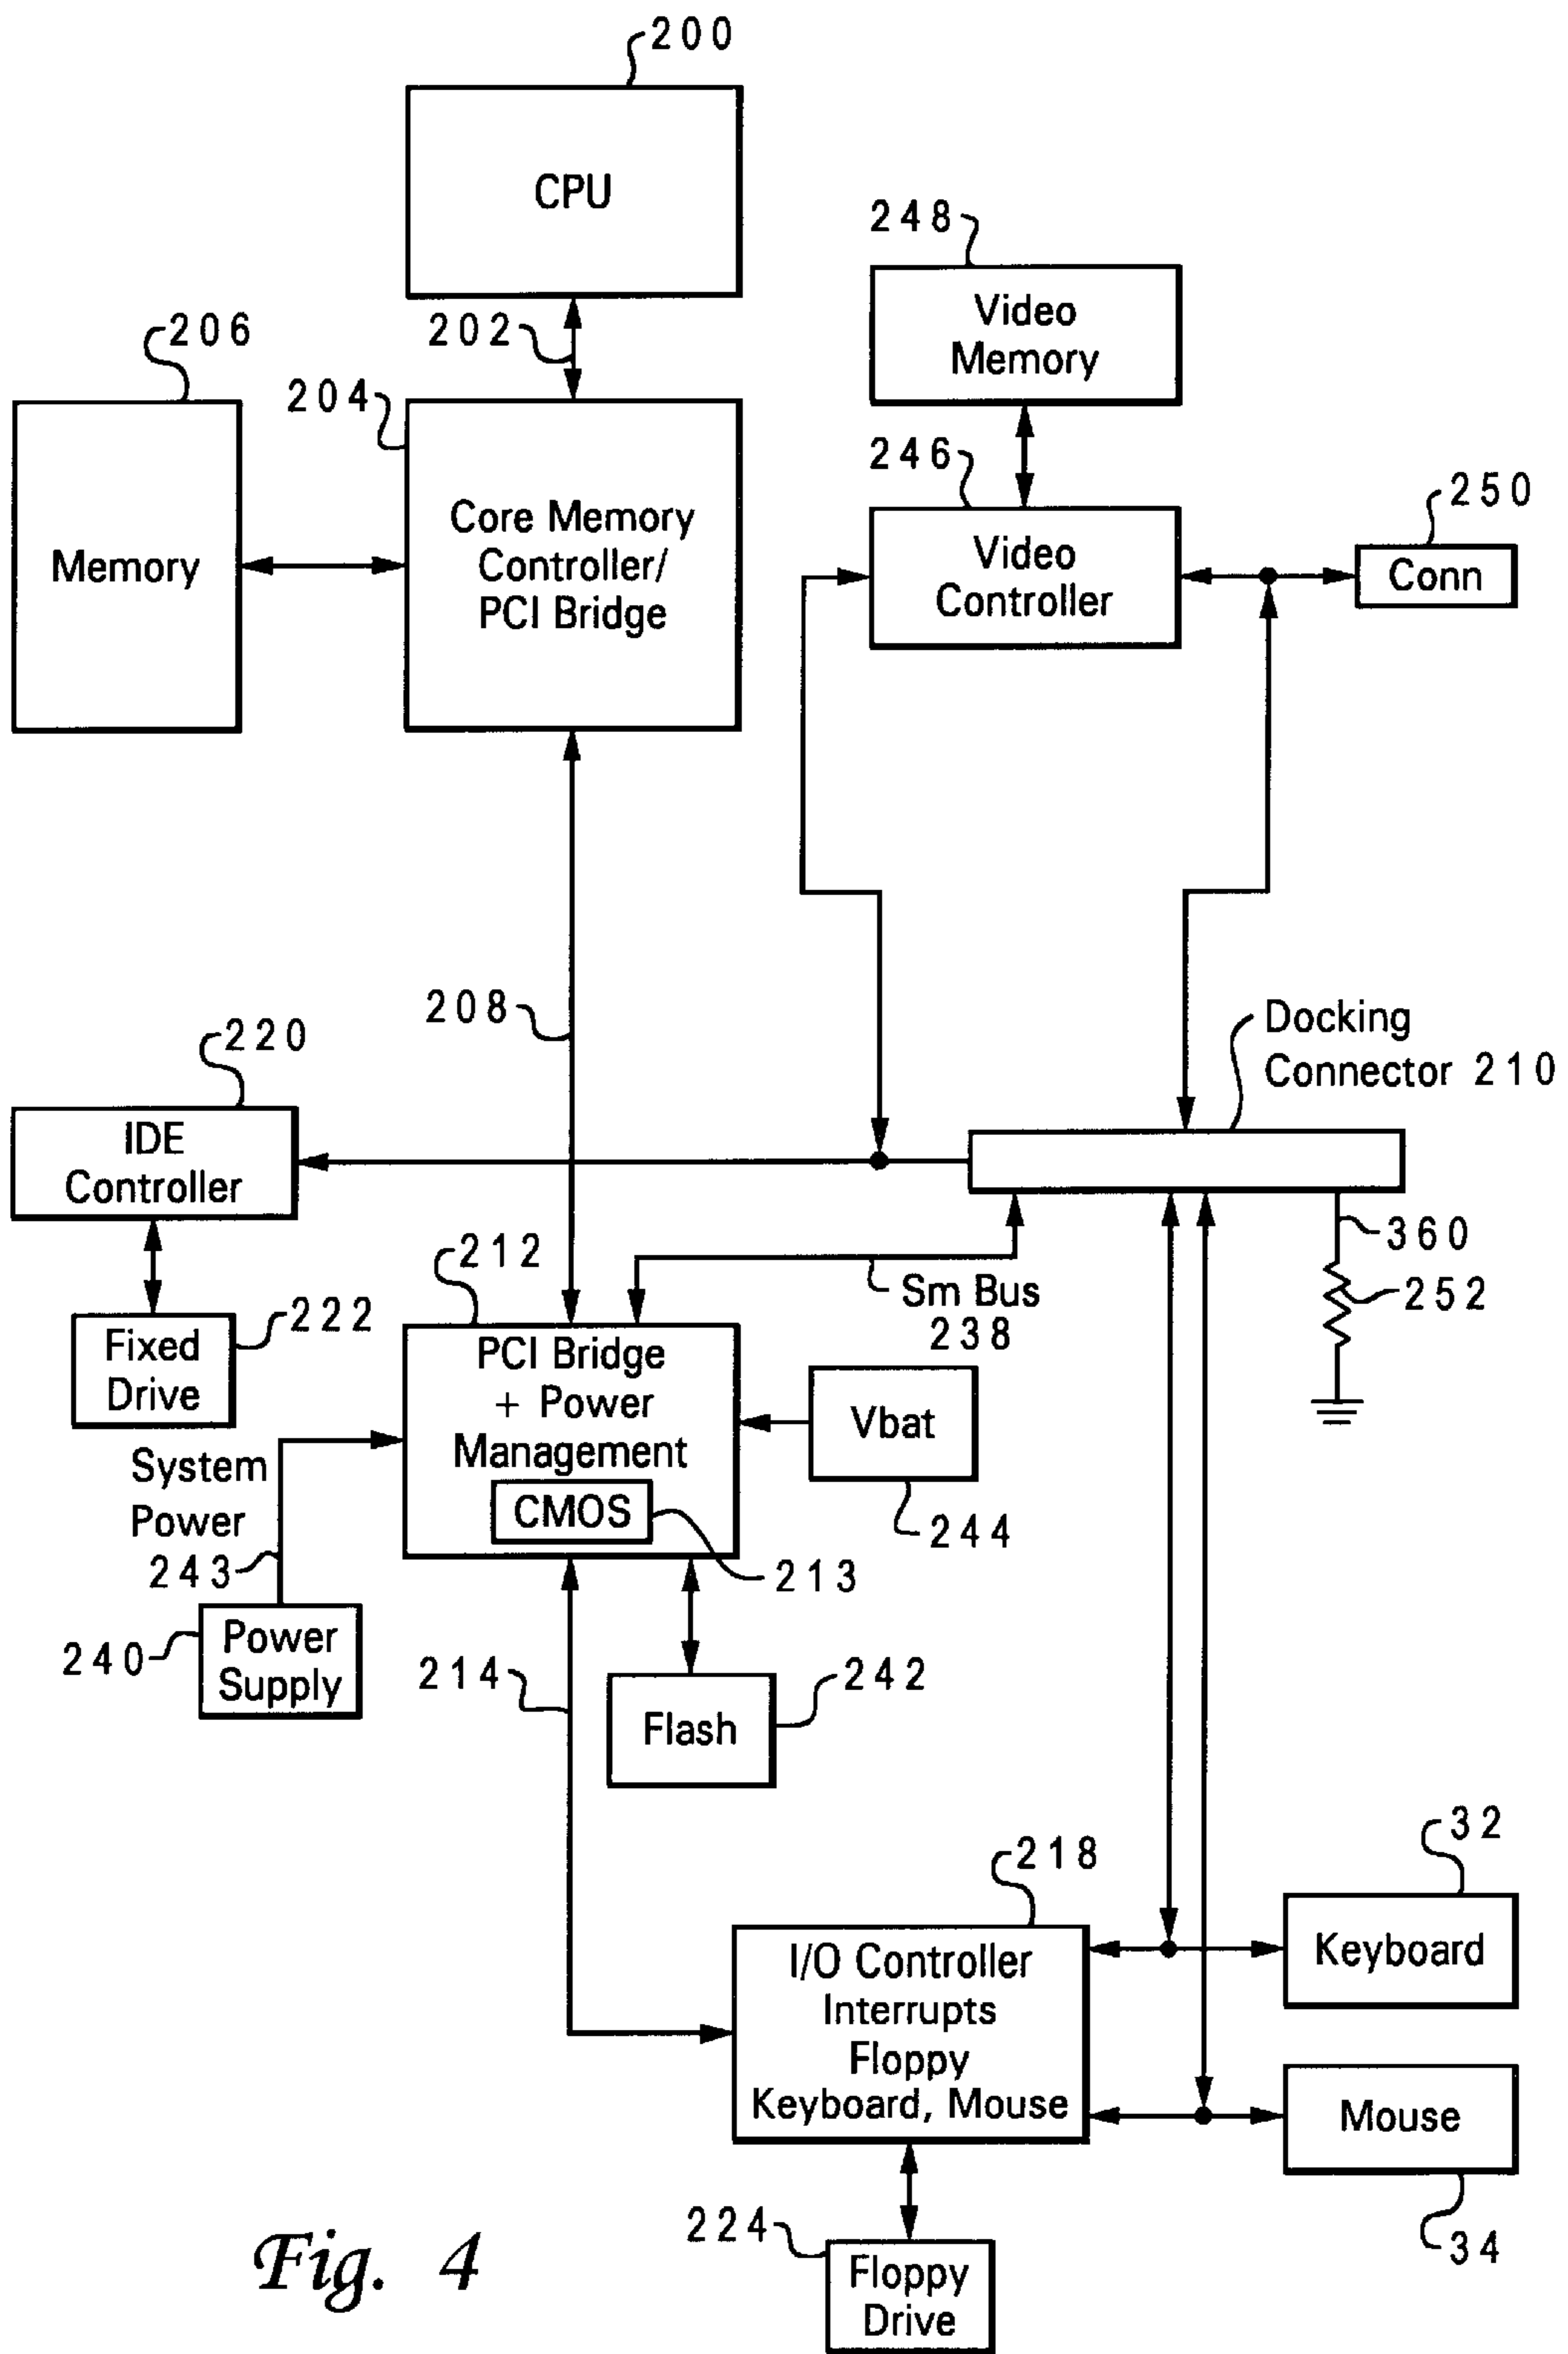 200
CPU
248
Video
Memory
202
206
204
246
250
Memory
Core Memory
Controller/
PCI Bridge
Video
Controller
Conn
208
Docking
Connector 210
220
IDE
Controller
212
360
Sm Bus
238
252
222
Fixed
Drive
PCI Bridge
+ Power
Management
CMOS
Vbat
244
System
Power
243
213
240
Power
Supply
214
242
Flash
32
218
Keyboard
I/O Controller
Interrupts
Floppy
Keyboard, Mouse
Mouse
34
224
Floppy
Drive
Fig. 4